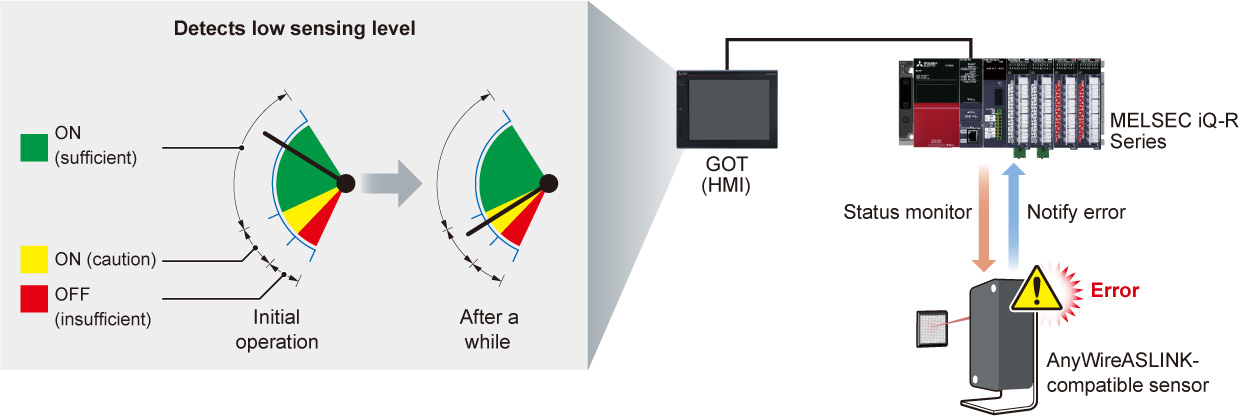 Detects low sensing level
ON
(sufficient)
ON (caution)
OFF
(insufficient)
Initial
operation
After a
while
GOT
(HMI)
MELSEC iQ-R
Series
Status monitor
Notify error
Error
AnyWireASLINK-
compatible sensor